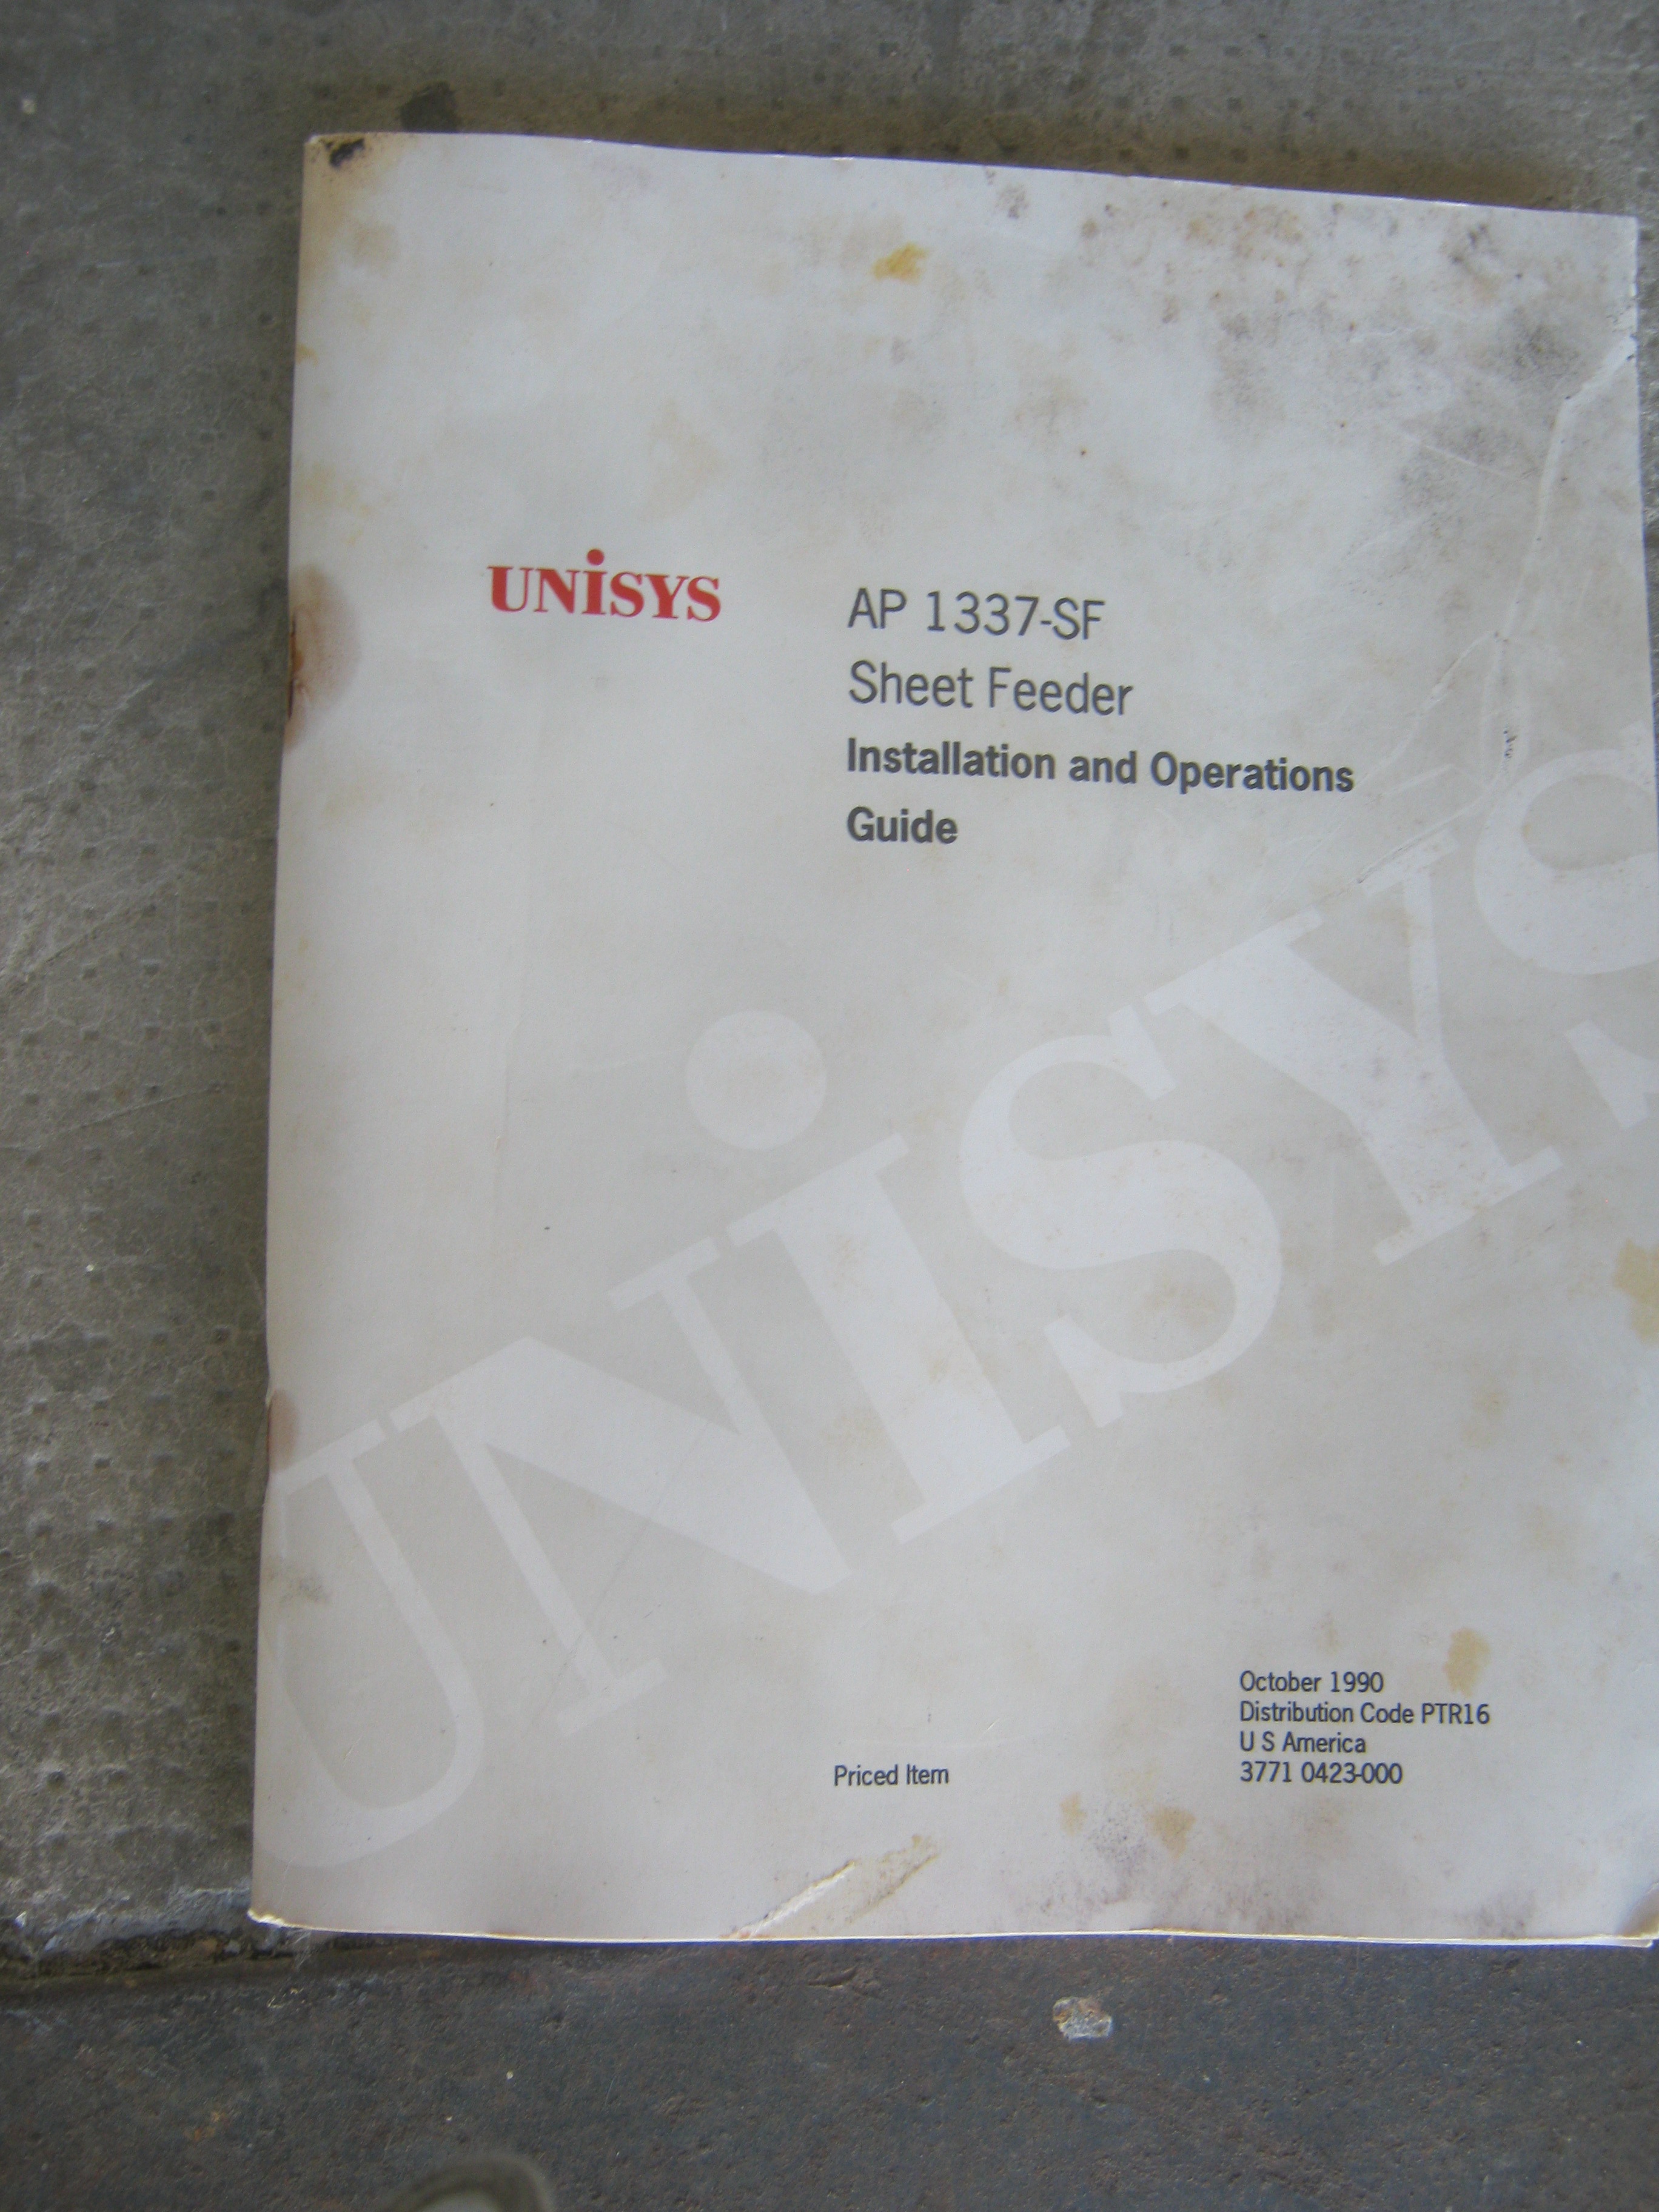 UNiSYS
AP 1337-SF
Sheet Feeder
Installation and Operations
Guide
UNiSYS
October 1990
Distribution Code PTR16
U S America
3771 0423-000
Priced Item